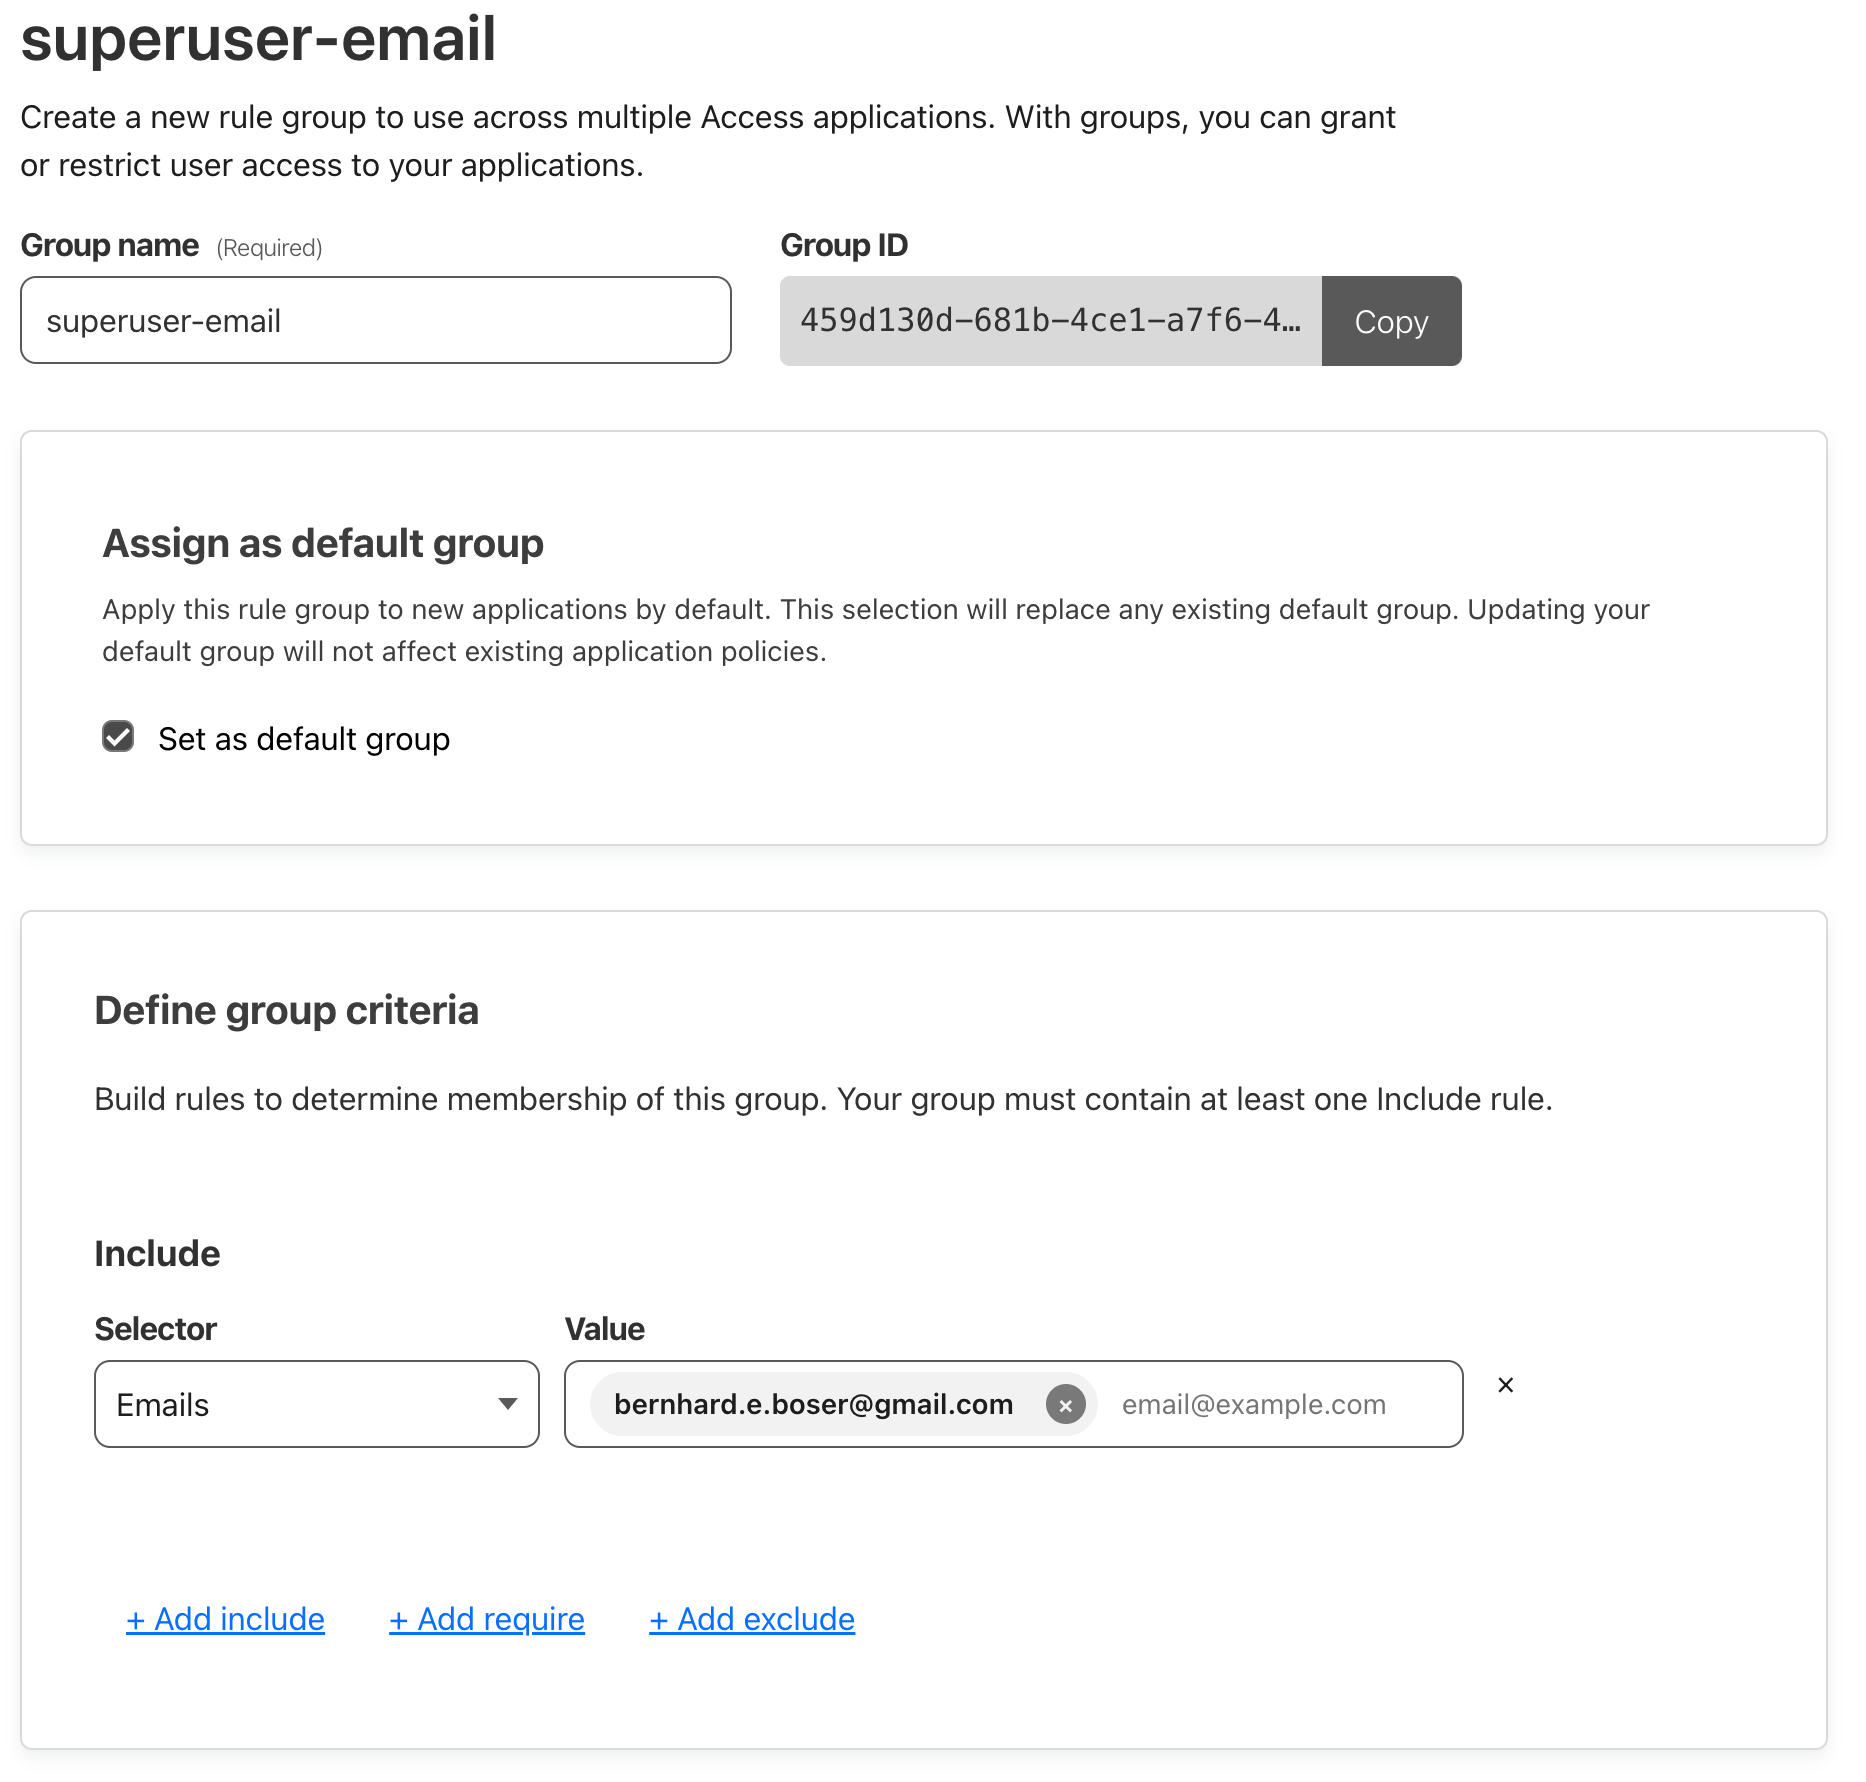 superuser-email
Create a new rule group to use across multiple Access applications. With groups, you can grant
or restrict user access to your applications.
Group name (Required)
Group ID
superuser-email
459d130d-681b-4ce1-a7f6-4…
Copy
Assign as default group
Apply this rule group to new applications by default. This selection will replace any existing default group. Updating your
default group will not affect existing application policies.
Set as default group
Define group criteria
Build rules to determine membership of this group. Your group must contain at least one Include rule.
Include
Selector
Value
Emails
bernhard.e.boser@gmail.com
email@example.com
+ Add include
+ Add require
+ Add exclude